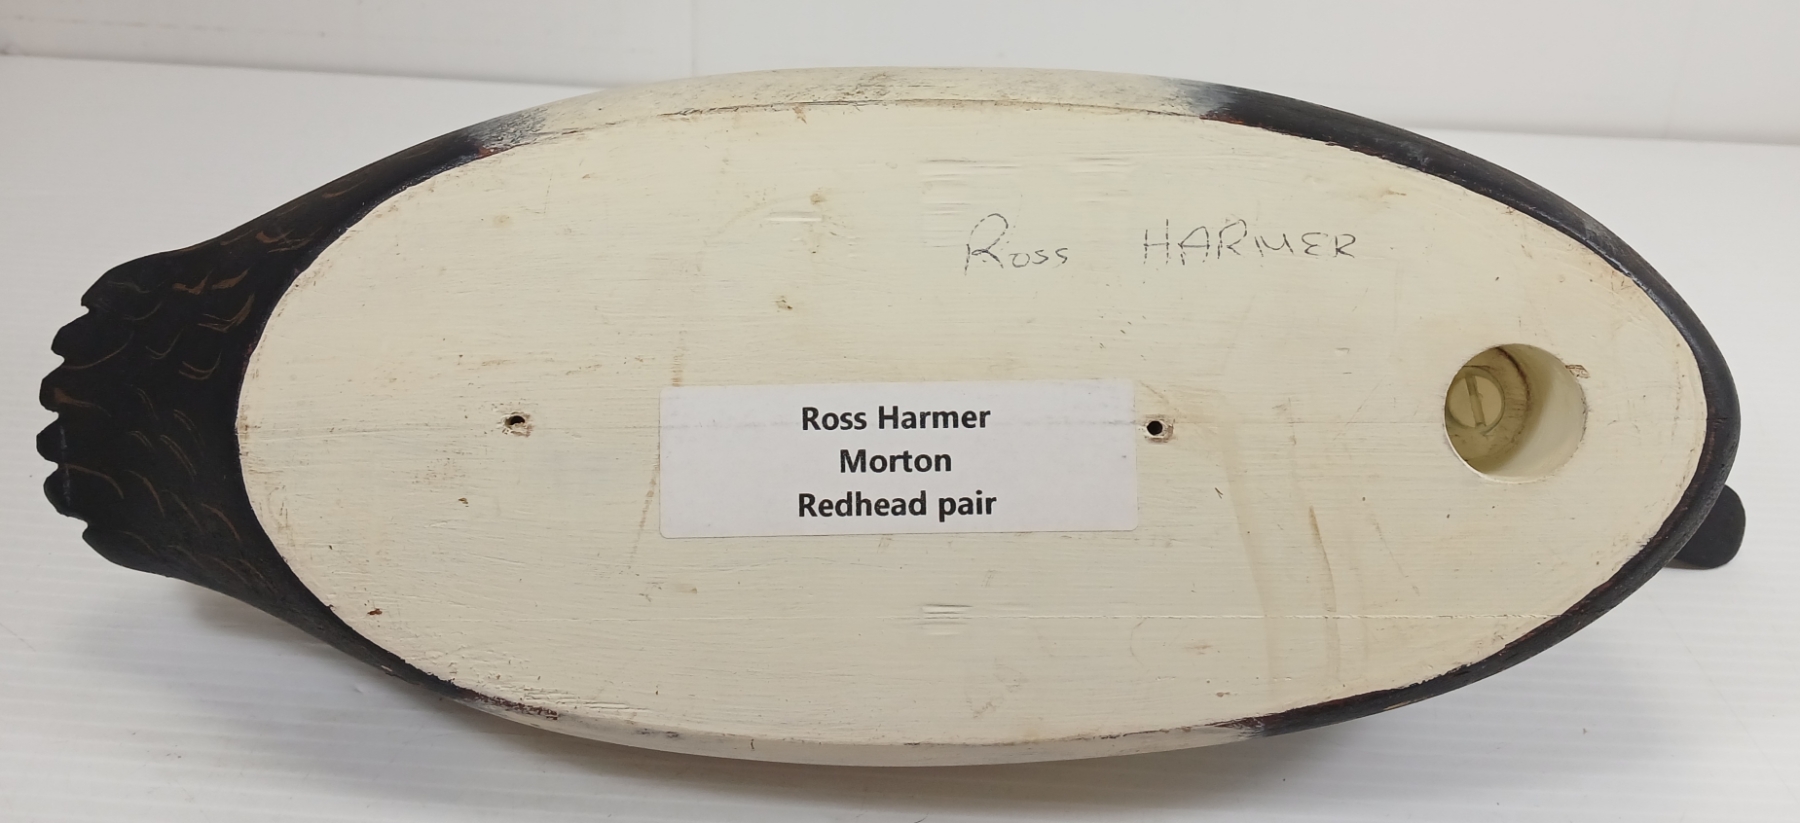 Ross HARMER
Ross Harmer
Morton
Redhead pair